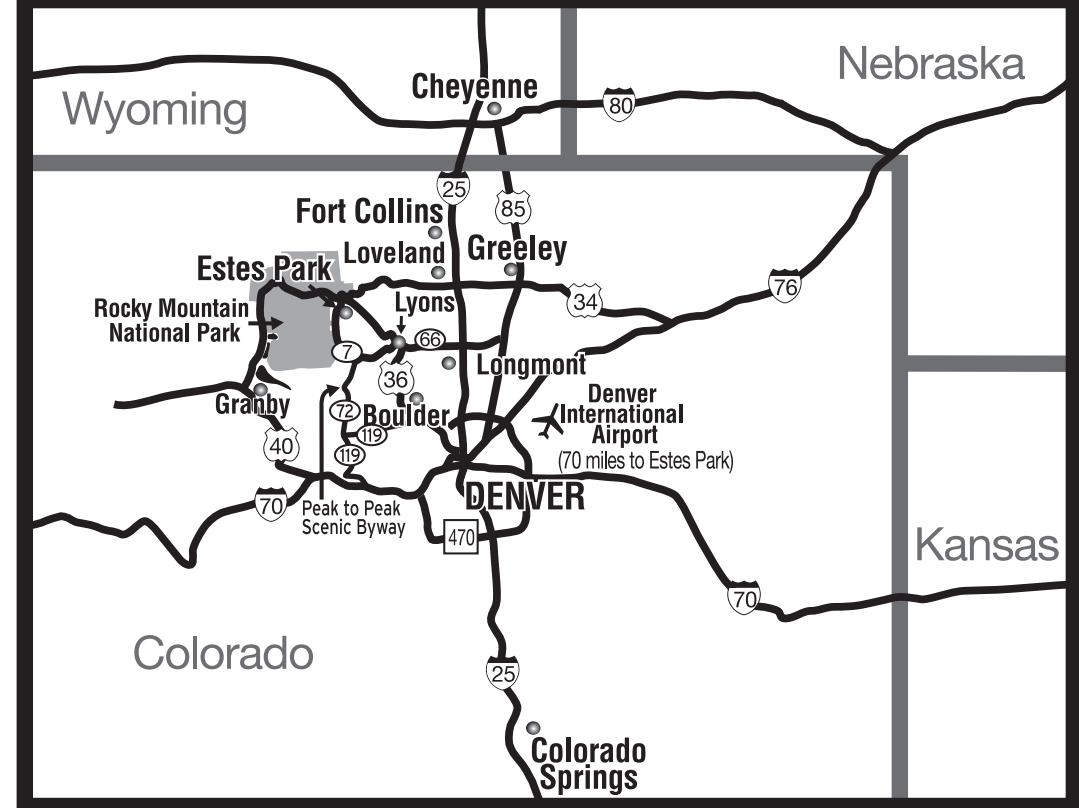 Nebraska
Cheyenne
Wyoming
80
25
85
Fort Collins
Loveland
Greeley
Estes Park
76
34
Lyons
Rocky Mountain
National Park
66
7
Longmont
36
Denver
International
Airport
(70 miles to Estes Park)
Granby
72
Boulder
119
119
40
70
Peak to Peak
Scenic Byway
DENVER
470
Kansas
70
Colorado
25
Colorado
Springs